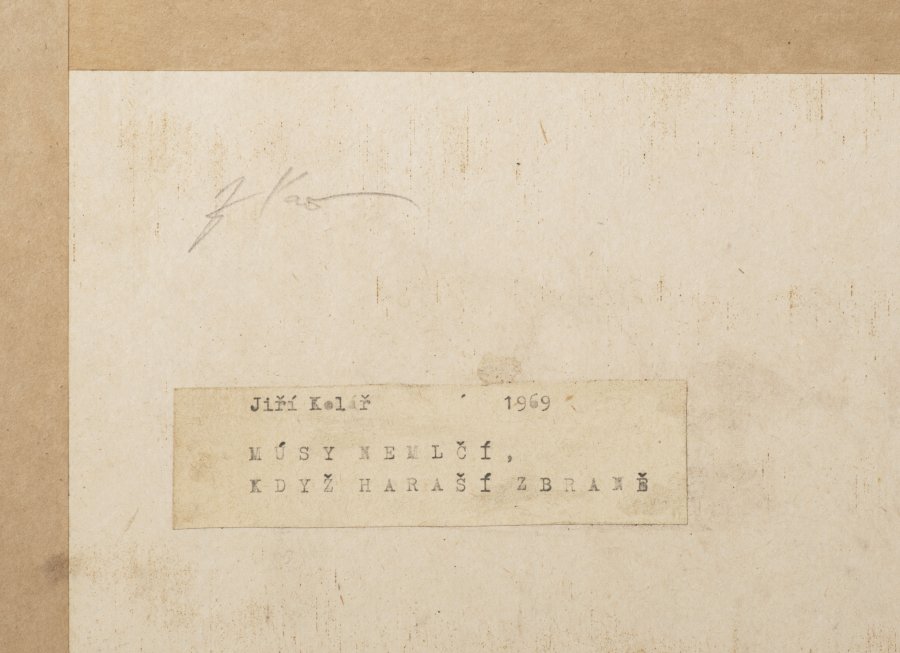 Jiří Kolář 1969
MÚSY NEMLČÍ,
KDYŽ HARAŠÍ ZBRANĚ